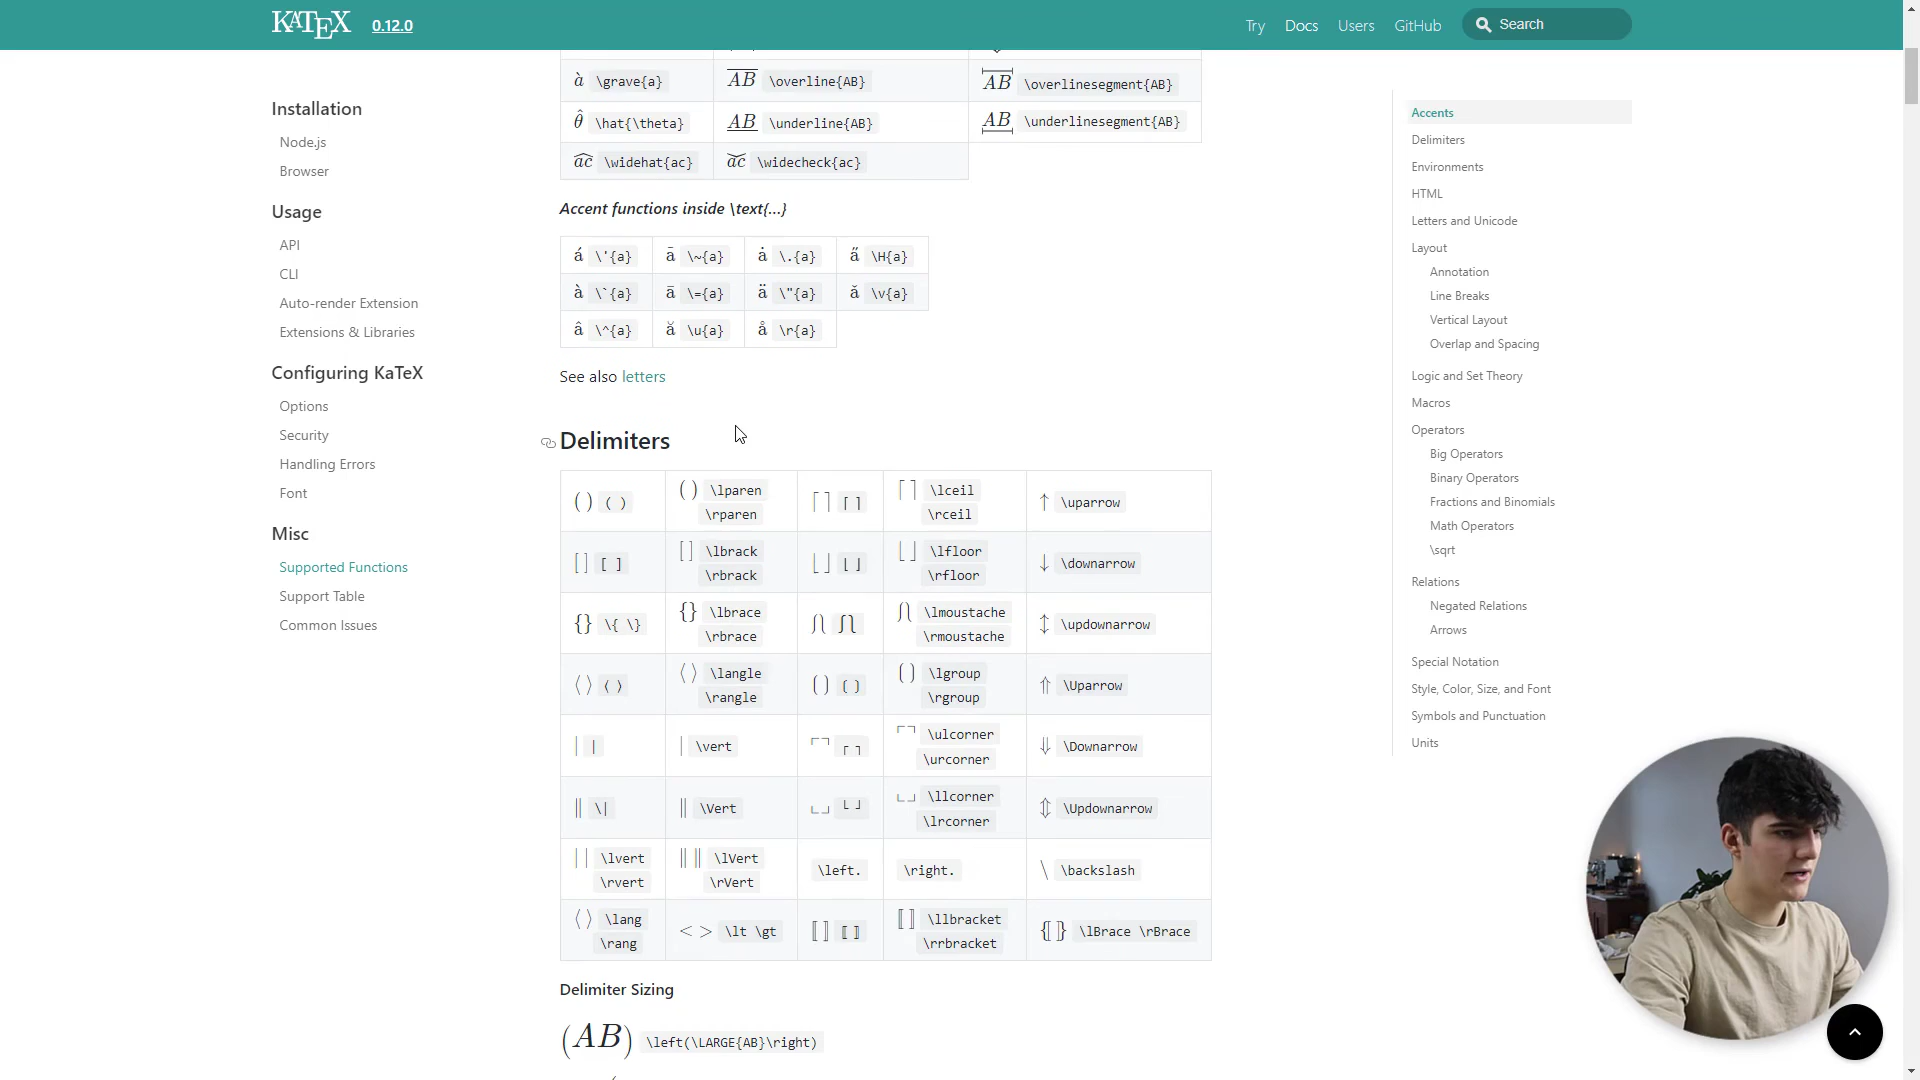 KATEX 0.12.0
Try Docs Users GitHub Search
Installation
Node.js
Browser
Usage
API
CLI
Auto-render Extension
Extensions & Libraries
Configuring KaTeX
Options
Security
Handling Errors
Font
Misc
Supported Functions
Support Table
Common Issues
à \grave{a} AB \overline{AB} AB \overlinesegment{AB}
θ̂ \hat{\theta} AB \underline{AB} AB \underlinesegment{AB}
ac \widehat{ac} ac \widecheck{ac}
Accent functions inside \text{…}
á \'{a} ã \~{a} ȧ \.{a} a̋ \H{a}
à \`{a} ā \={a} ä \"{a} ǎ \v{a}
â \^{a} ă \u{a} å \r{a}
See also letters
Delimiters
( ) ( ) ( ) \lparen ⌈ ⌉ ⌈ ⌉ ⌈ ⌉ \lceil ↑ \uparrow
\rparen \rceil
[ ] [ ] [ ] \lbrack ⌊ ⌋ ⌊ ⌋ ⌊ ⌋ \lfloor ↓ \downarrow
\rbrack \rfloor
{} \{ \} {} \lbrace ⎰⎱ ⎰⎱ ⎰⎱ \lmoustache ↕ \updownarrow
\rbrace \rmoustache
⟨ ⟩ ⟨ ⟩ ⟨ ⟩ \langle ⟮ ⟯ ⟮ ⟯ ⟮ ⟯ \lgroup ⇑ \Uparrow
\rangle \rgroup
| | | \vert ┌ ┐ ┌ ┐ ┌ ┐ \ulcorner ⇓ \Downarrow
\urcorner
‖ \| ‖ \Vert └ ┘ └ ┘ └ ┘ \llcorner ⇕ \Updownarrow
\lrcorner
| | \lvert ‖ ‖ \lVert \left. \right. \ \backslash
\rvert \rVert
⟨ ⟩ \lang < > \lt \gt ⟦ ⟧ ⟦ ⟧ ⟦ ⟧ \llbracket ⦃ ⦄ \lBrace \rBrace
\rang \rrbracket
Delimiter Sizing
(AB) \left(\LARGE{AB}\right)
Accents
Delimiters
Environments
HTML
Letters and Unicode
Layout
Annotation
Line Breaks
Vertical Layout
Overlap and Spacing
Logic and Set Theory
Macros
Operators
Big Operators
Binary Operators
Fractions and Binomials
Math Operators
\sqrt
Relations
Negated Relations
Arrows
Special Notation
Style, Color, Size, and Font
Symbols and Punctuation
Units